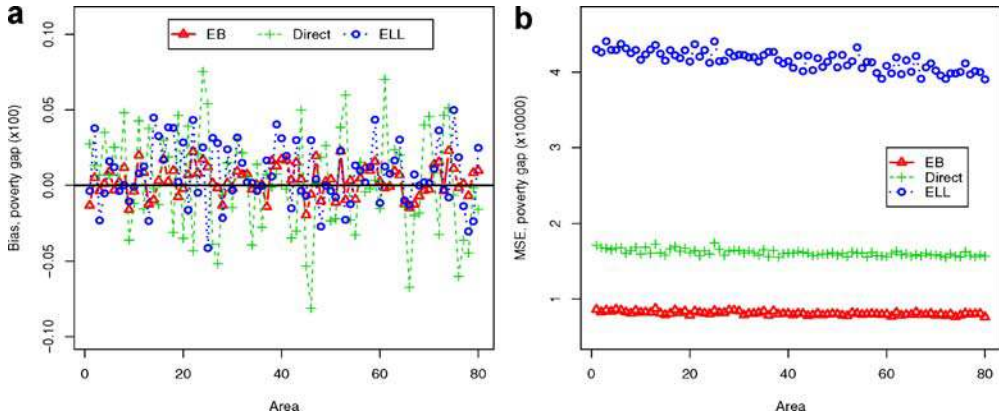 a
EB Direct ELL
Bias, poverty gap (x100)
0.10
0.05
0.00
-0.05
-0.10
0 20 40 60 80
Area
b
MSE, poverty gap (x10000)
4
3
2
1
EB
Direct
ELL
0 20 40 60 80
Area